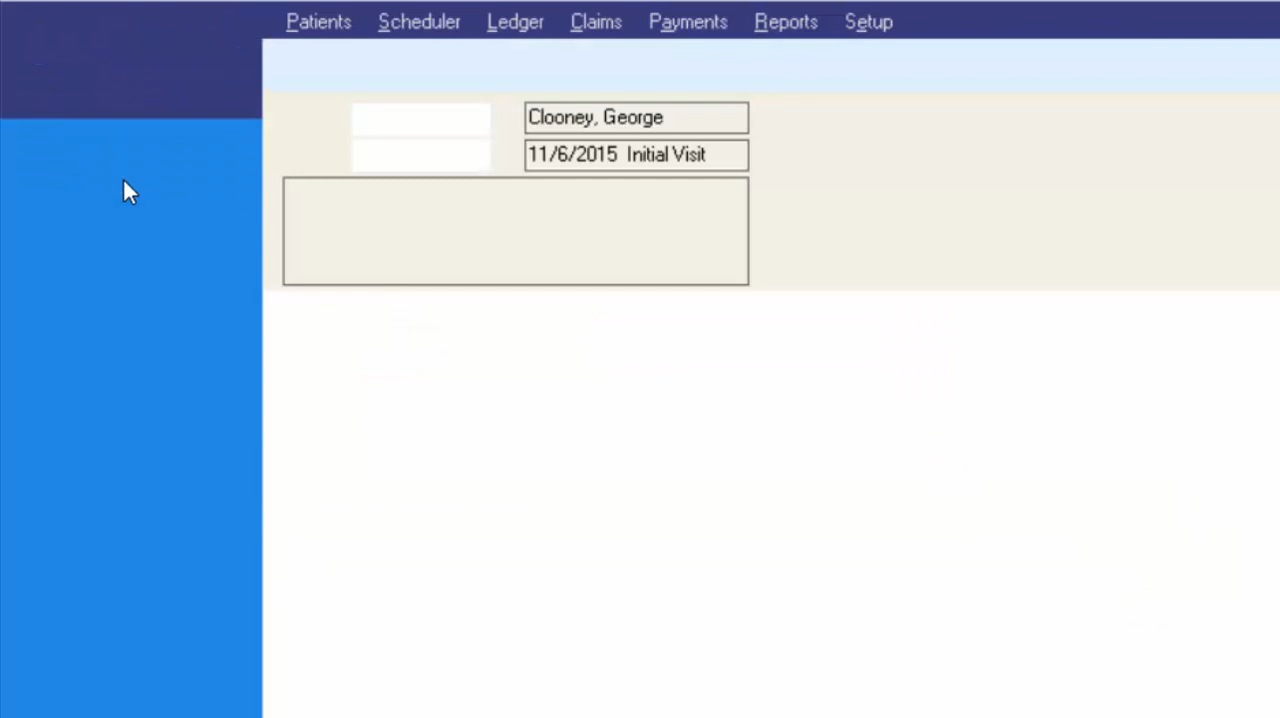 Patients Scheduler Ledger Claims Payments Reports Setup
Clooney, George
11/6/2015 Initial Visit